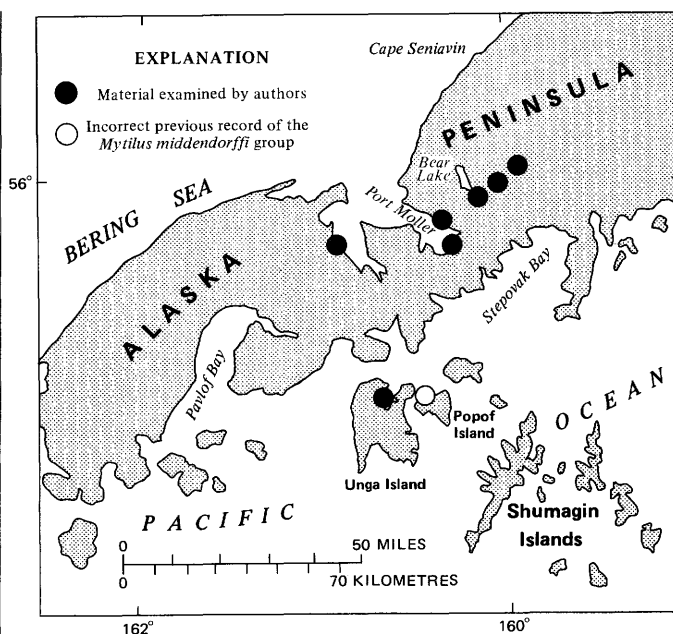 EXPLANATION
Material examined by authors
Incorrect previous record of the
Mytilus middendorffi group
Cape Seniavin
PENINSULA
Bear
Lake
56°
BERING SEA
Port Moller
ALASKA
Stepovak Bay
Pavlof Bay
OCEAN
Popof
Island
Unga Island
PACIFIC
Shumagin
Islands
0 50 MILES
0 70 KILOMETRES
162° 160°